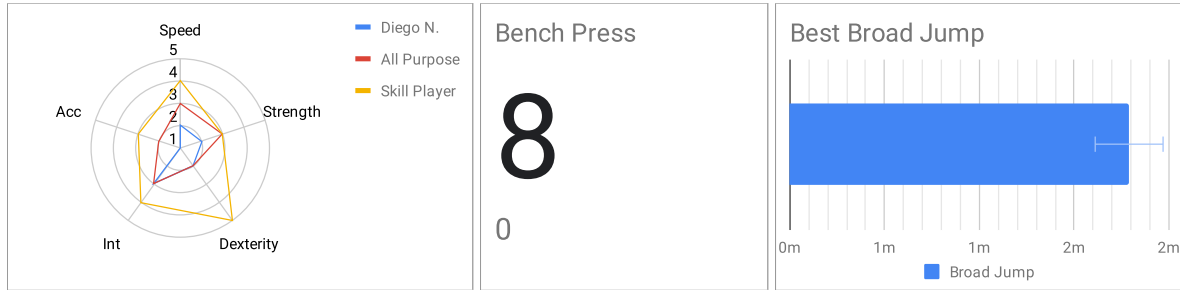 Speed
5
4
3
2
1
Acc
Strength
Int
Dexterity
Diego N.
All Purpose
Skill Player
Bench Press
8
0
Best Broad Jump
0m 1m 1m 2m 2m
Broad Jump